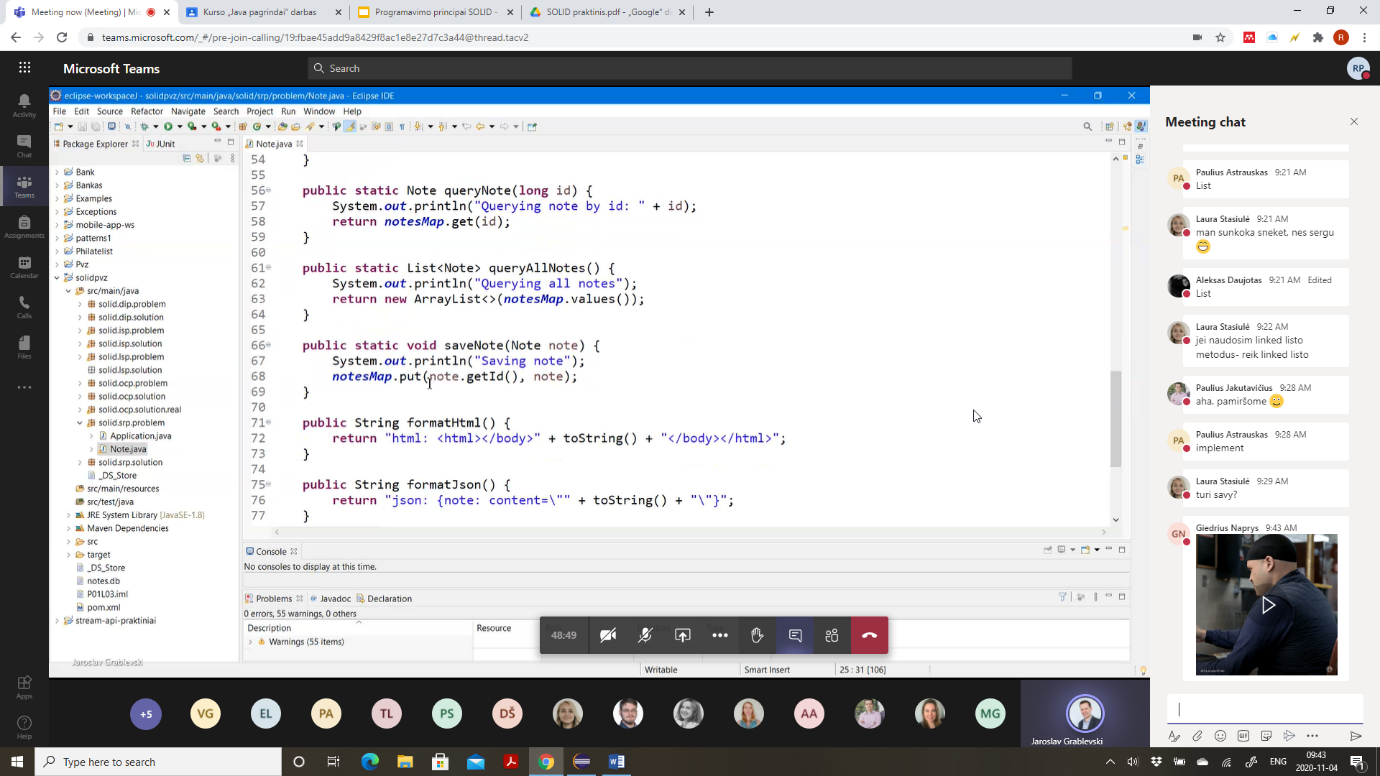 Meeting now (Meeting) | Mi
Kurso „Java pagrindai" darbas
Programavimo principai SOLID -
SOLID praktinis.pdf - „Google" d
teams.microsoft.com/_#/pre-join-calling/19:fbae45add9a8429f8ac1e8e27d7c3a44@thread.tacv2
R
Microsoft Teams
Search
RP
Activity
Chat
Teams
Assignments
Calendar
Calls
Files
Apps
Help
eclipse-workspaceJ - solidpvz/src/main/java/solid/srp/problem/Note.java - Eclipse IDE
File Edit Source Refactor Navigate Search Project Run Window Help
Package Explorer
JUnit
Bank
Bankas
Examples
Exceptions
mobile-app-ws
patterns1
Philatelist
Pvz
solidpvz
src/main/java
solid.dip.problem
solid.dip.solution
solid.isp.problem
solid.isp.solution
solid.lsp.problem
solid.lsp.solution
solid.ocp.problem
solid.ocp.solution
solid.ocp.solution.real
solid.srp.problem
Application.java
Note.java
solid.srp.solution
_DS_Store
src/main/resources
src/test/java
JRE System Library [JavaSE-1.8]
Maven Dependencies
src
target
_DS_Store
notes.db
P01L03.iml
pom.xml
stream-api-praktiniai
Jaroslav Grablevski
Note.java
54 }
55
56 public static Note queryNote(long id) {
57 System.out.println("Querying note by id: " + id);
58 return notesMap.get(id);
59 }
60
61 public static List<Note> queryAllNotes() {
62 System.out.println("Querying all notes");
63 return new ArrayList<>(notesMap.values());
64 }
65
66 public static void saveNote(Note note) {
67 System.out.println("Saving note");
68 notesMap.put(note.getId(), note);
69 }
70
71 public String formatHtml() {
72 return "html: <html></body>" + toString() + "</body></html>";
73 }
74
75 public String formatJson() {
76 return "json: {note: content=\"" + toString() + "\"}";
77 }
Console
No consoles to display at this time.
Problems
Javadoc
Declaration
0 errors, 55 warnings, 0 others
Description
Resource
Warnings (55 items)
48:49
Writable
Smart Insert
25 : 31 [106]
+5
VG
EL
PA
TL
PS
DŠ
AA
MG
Jaroslav Grablevski
Meeting chat
PA
Paulius Astrauskas 9:21 AM
List
Laura Stasiulė 9:21 AM
man sunkoka sneket, nes sergu
Aleksas Daujotas 9:21 AM Edited
List
Laura Stasiulė 9:22 AM
jei naudosim linked listo
metodus- reik linked listo
Paulius Jakutavičius 9:28 AM
aha, pamiršome
PA
Paulius Astrauskas 9:28 AM
implement
Laura Stasiulė 9:29 AM
turi savy?
GN
Giedrius Naprys 9:43 AM
GIF
Type here to search
ENG
09:43
2020-11-04
1